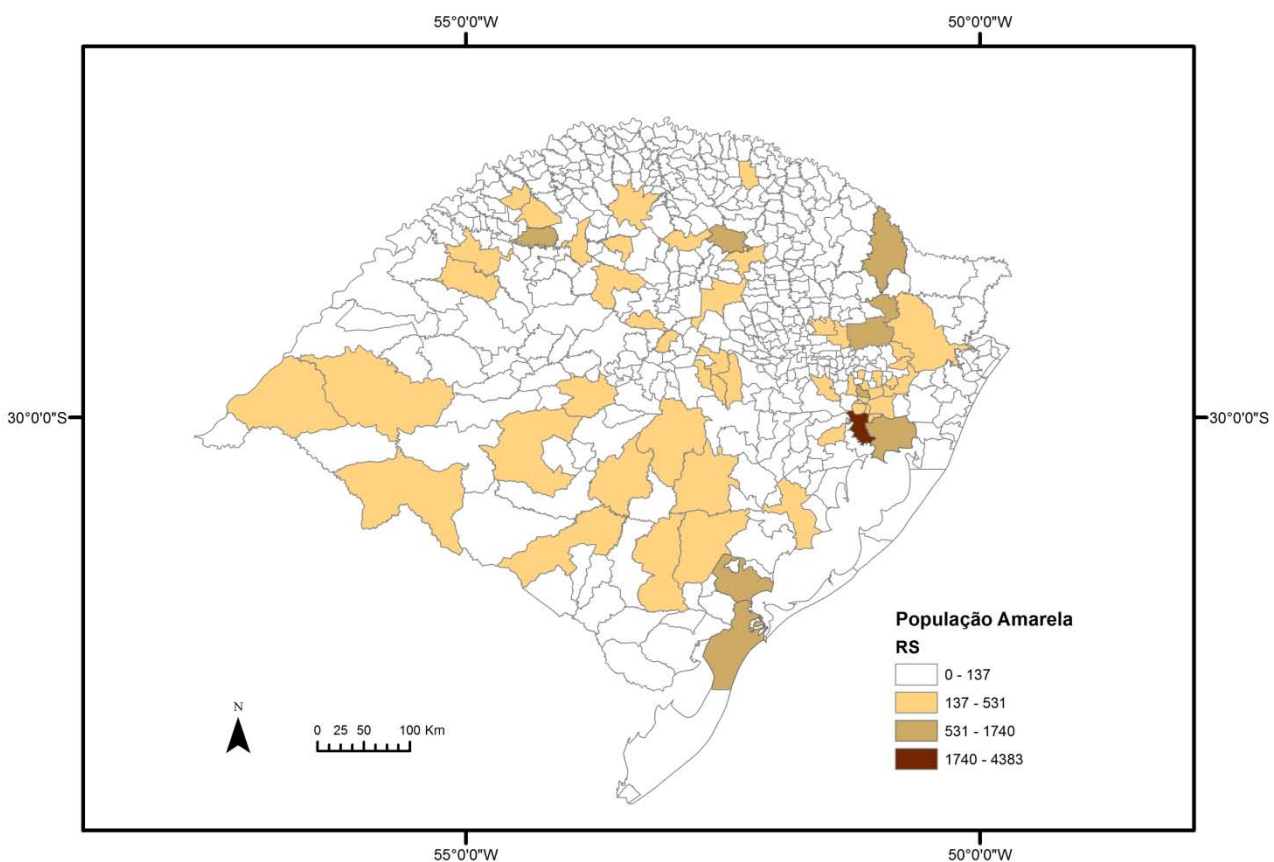 55°0'0"W
50°0'0"W
30°0'0"S
30°0'0"S
População Amarela
RS
0 - 137
137 - 531
531 - 1740
1740 - 4383
N
0 25 50 100 Km
55°0'0"W
50°0'0"W